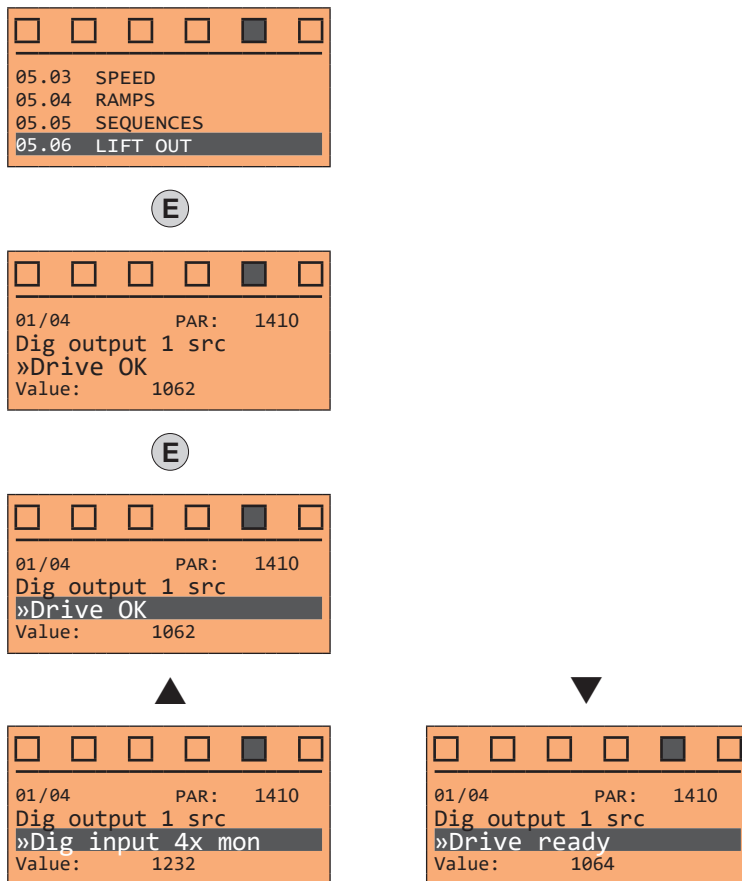 05.03 SPEED
05.04 RAMPS
05.05 SEQUENCES
05.06 LIFT OUT
E
01/04 PAR: 1410
Dig output 1 src
»Drive OK
Value: 1062
E
01/04 PAR: 1410
Dig output 1 src
»Drive OK
Value: 1062
01/04 PAR: 1410
Dig output 1 src
»Dig input 4x mon
Value: 1232
01/04 PAR: 1410
Dig output 1 src
»Drive ready
Value: 1064